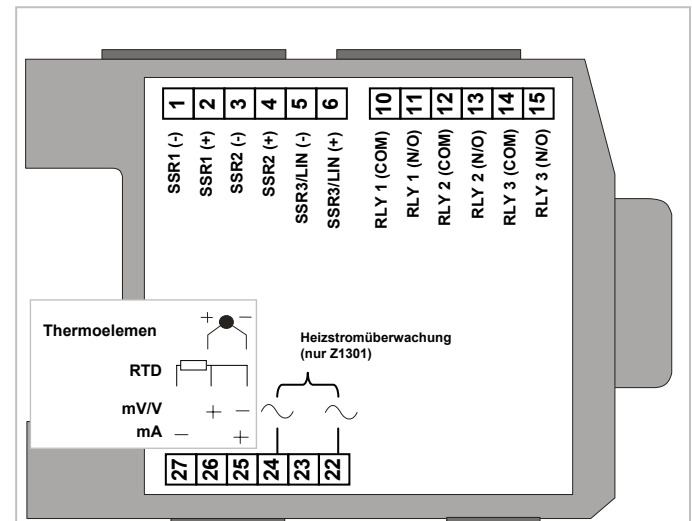 1 2 3 4 5 6 10 11 12 13 14 15
SSR1 (-)
SSR1 (+)
SSR2 (-)
SSR2 (+)
SSR3/LIN (-)
SSR3/LIN (+)
RLY 1 (COM)
RLY 1 (N/O)
RLY 2 (COM)
RLY 2 (N/O)
RLY 3 (COM)
RLY 3 (N/O)
Thermoelemen + −
Heizstromüberwachung
(nur Z1301)
RTD
mV/V + −
mA − +
27 26 25 24 23 22